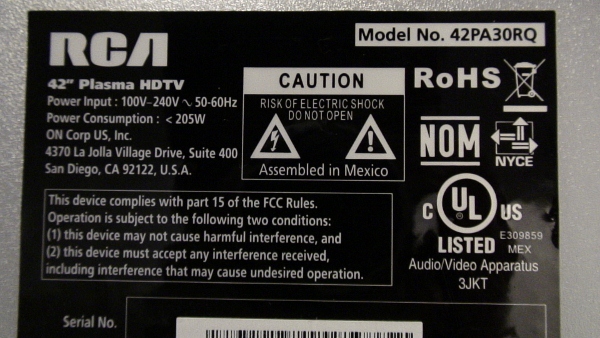 RCA
Model No. 42PA30RQ
42" Plasma HDTV
Power Input : 100V~240V ∿ 50-60Hz
Power Consumption : < 205W
ON Corp US, Inc.
4370 La Jolla Village Drive, Suite 400
San Diego, CA 92122, U.S.A.
CAUTION
RISK OF ELECTRIC SHOCK
DO NOT OPEN
Assembled in Mexico
RoHS
NOM
NYCE
C UL US
LISTED
E309859
MEX
Audio/Video Apparatus
3JKT
This device complies with part 15 of the FCC Rules.
Operation is subject to the following two conditions:
(1) this device may not cause harmful interference, and
(2) this device must accept any interference received,
including interference that may cause undesired operation.
Serial No.